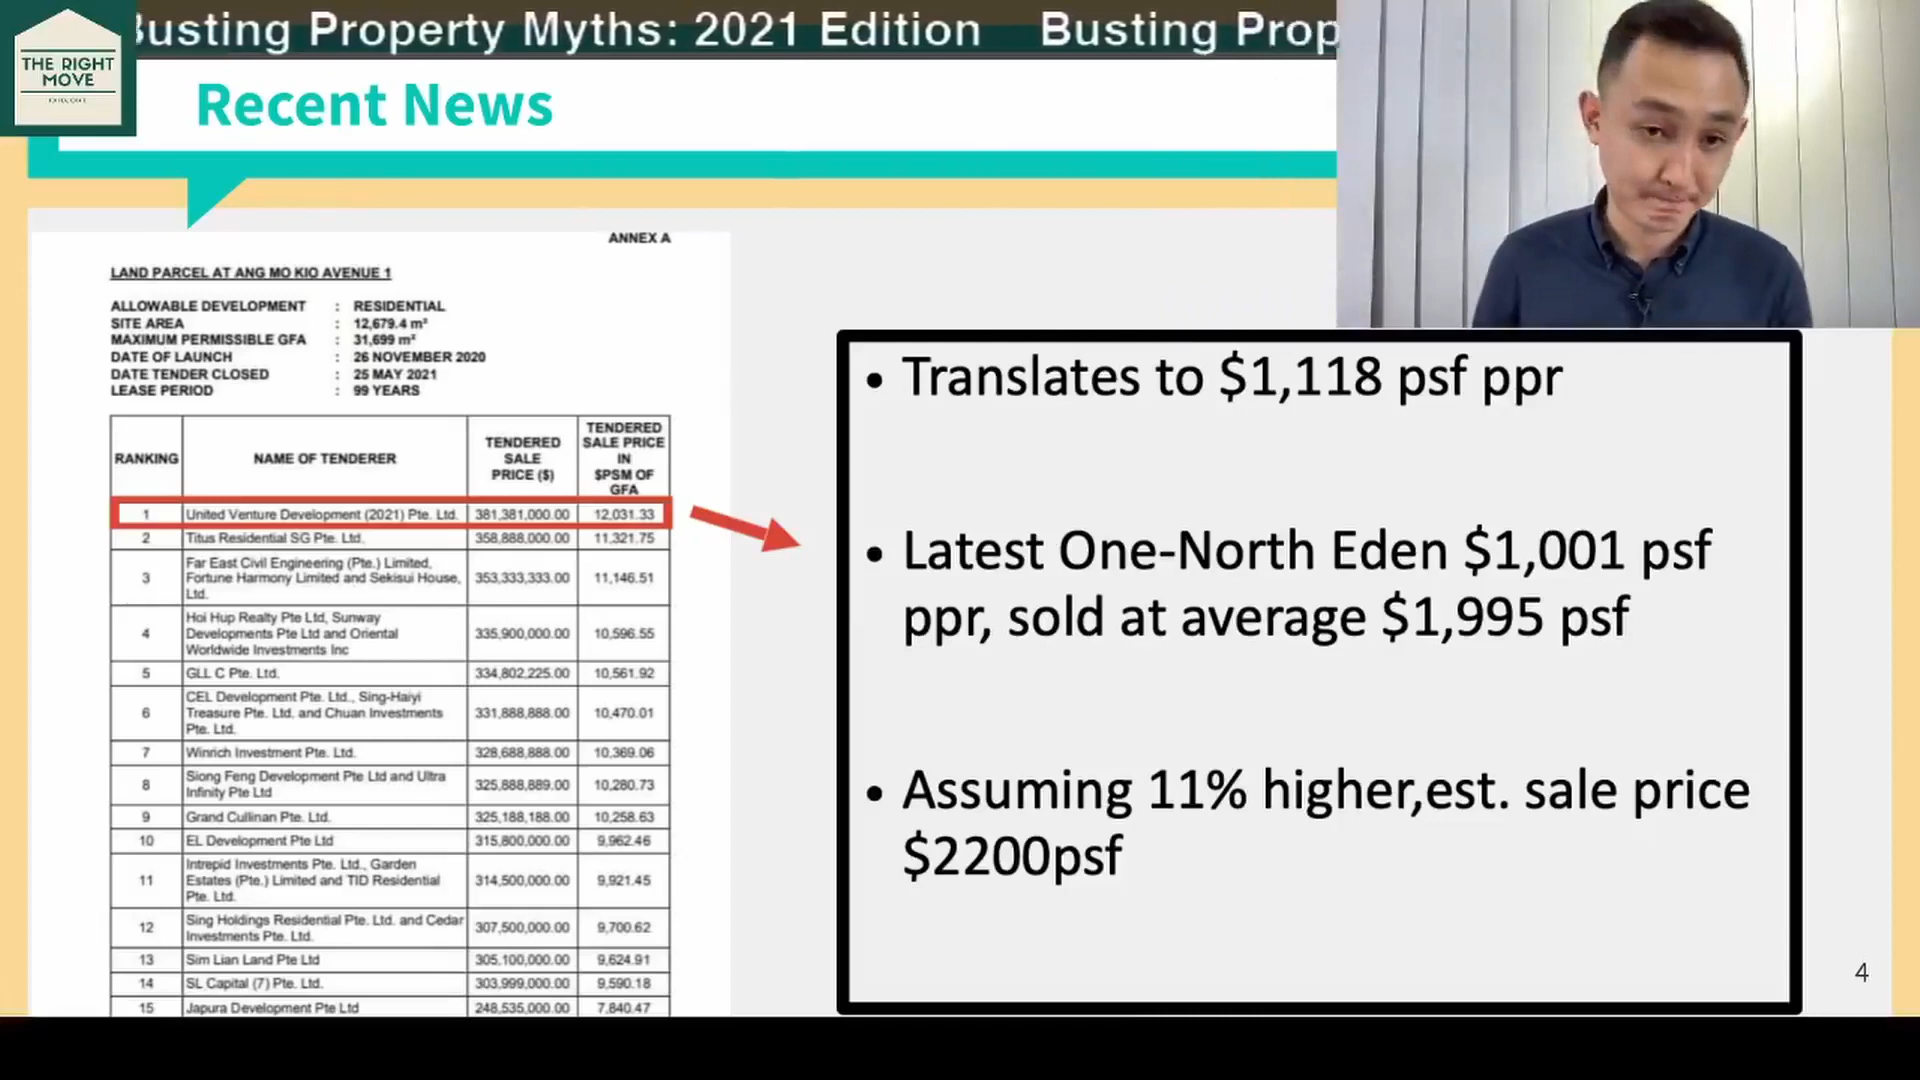 Busting Property Myths: 2021 Edition Busting Prop
THE RIGHT
MOVE
Recent News
ANNEX A
LAND PARCEL AT ANG MO KIO AVENUE 1
ALLOWABLE DEVELOPMENT : RESIDENTIAL
SITE AREA : 12,679.4 m²
MAXIMUM PERMISSIBLE GFA : 31,699 m²
DATE OF LAUNCH : 26 NOVEMBER 2020
DATE TENDER CLOSED : 25 MAY 2021
LEASE PERIOD : 99 YEARS
RANKING
NAME OF TENDERER
TENDERED
SALE
PRICE ($)
TENDERED
SALE PRICE
IN
$PSM OF
GFA
1 United Venture Development (2021) Pte. Ltd. 381,381,000.00 12,031.33
2 Titus Residential SG Pte. Ltd. 358,888,000.00 11,321.75
Far East Civil Engineering (Pte.) Limited,
3 Fortune Harmony Limited and Sekisui House, 353,333,333.00 11,146.51
Ltd.
Hoi Hup Realty Pte Ltd, Sunway
4 Developments Pte Ltd and Oriental 335,900,000.00 10,596.55
Worldwide Investments Inc
5 GLL C Pte. Ltd. 334,802,225.00 10,561.92
CEL Development Pte. Ltd., Sing-Haiyi
6 Treasure Pte. Ltd. and Chuan Investments 331,888,888.00 10,470.01
Pte. Ltd.
7 Winrich Investment Pte. Ltd. 328,688,888.00 10,369.06
Siong Feng Development Pte Ltd and Ultra
8 Infinity Pte Ltd 325,888,889.00 10,280.73
9 Grand Cullinan Pte. Ltd. 325,188,188.00 10,258.63
10 EL Development Pte Ltd 315,800,000.00 9,962.46
Intrepid Investments Pte. Ltd., Garden
11 Estates (Pte.) Limited and TID Residential 314,500,000.00 9,921.45
Pte. Ltd.
12 Sing Holdings Residential Pte. Ltd. and Cedar 307,500,000.00 9,700.62
Investments Pte. Ltd.
13 Sim Lian Land Pte Ltd 305,100,000.00 9,624.91
14 SL Capital (7) Pte. Ltd. 303,999,000.00 9,590.18
15 Japura Development Pte Ltd 248,535,000.00 7,840.47
• Translates to $1,118 psf ppr
• Latest One-North Eden $1,001 psf
ppr, sold at average $1,995 psf
• Assuming 11% higher,est. sale price
$2200psf
4